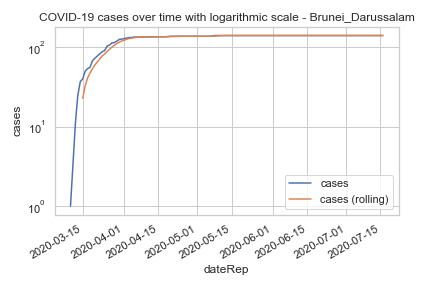 COVID-19 cases over time with logarithmic scale - Brunei_Darussalam
cases
10²
10¹
10⁰
cases
cases (rolling)
2020-03-15
2020-04-01
2020-04-15
2020-05-01
2020-05-15
2020-06-01
2020-06-15
2020-07-01
2020-07-15
dateRep